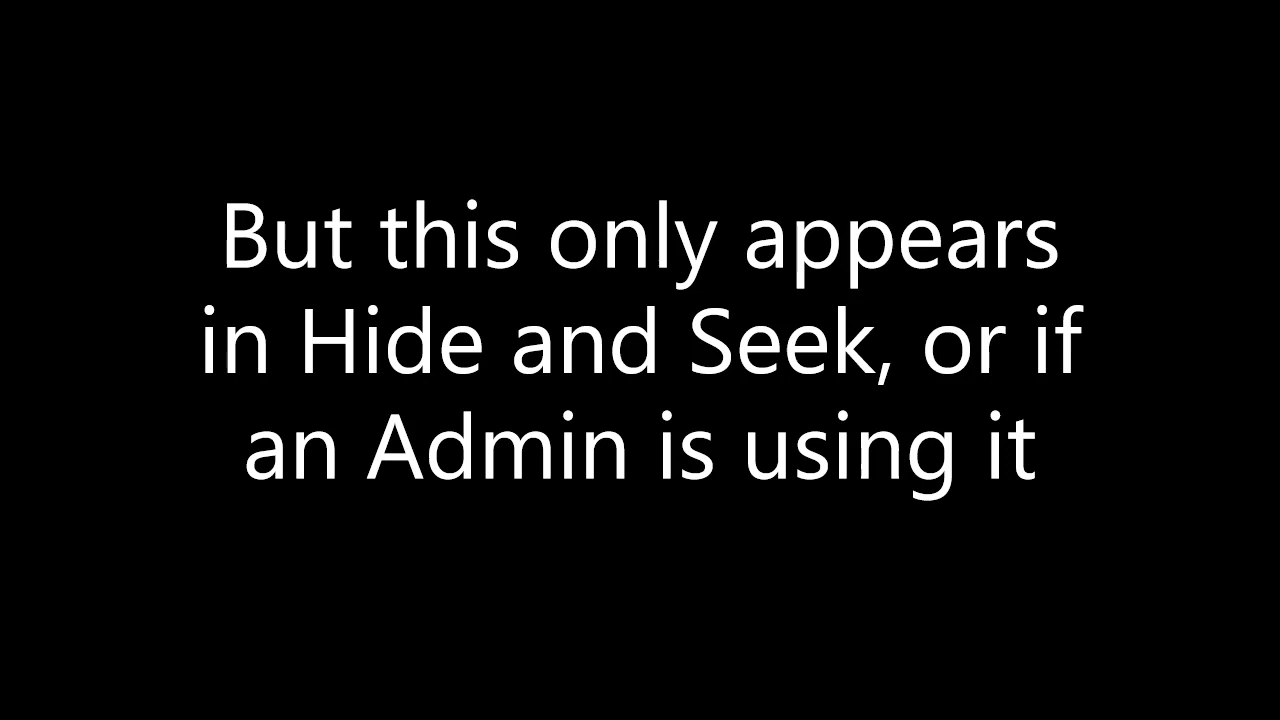 But this only appears
in Hide and Seek, or if
an Admin is using it